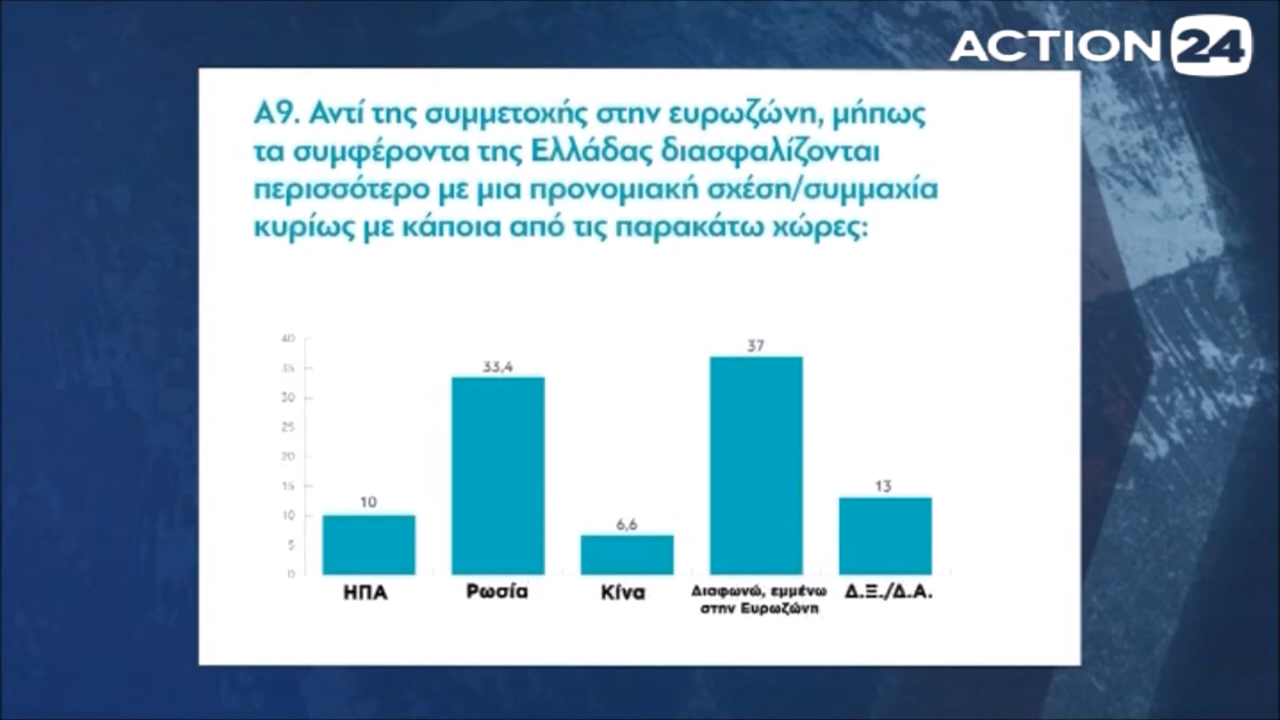 ACTION 24
Α9. Αντί της συμμετοχής στην ευρωζώνη, μήπως
τα συμφέροντα της Ελλάδας διασφαλίζονται
περισσότερο με μια προνομιακή σχέση/συμμαχία
κυρίως με κάποια από τις παρακάτω χώρες:
40
35
30
25
20
15
10
5
0
10
33,4
6,6
37
13
ΗΠΑ
Ρωσία
Κίνα
Διαφωνώ, εμμένω
στην Ευρωζώνη
Δ.Ξ./Δ.Α.